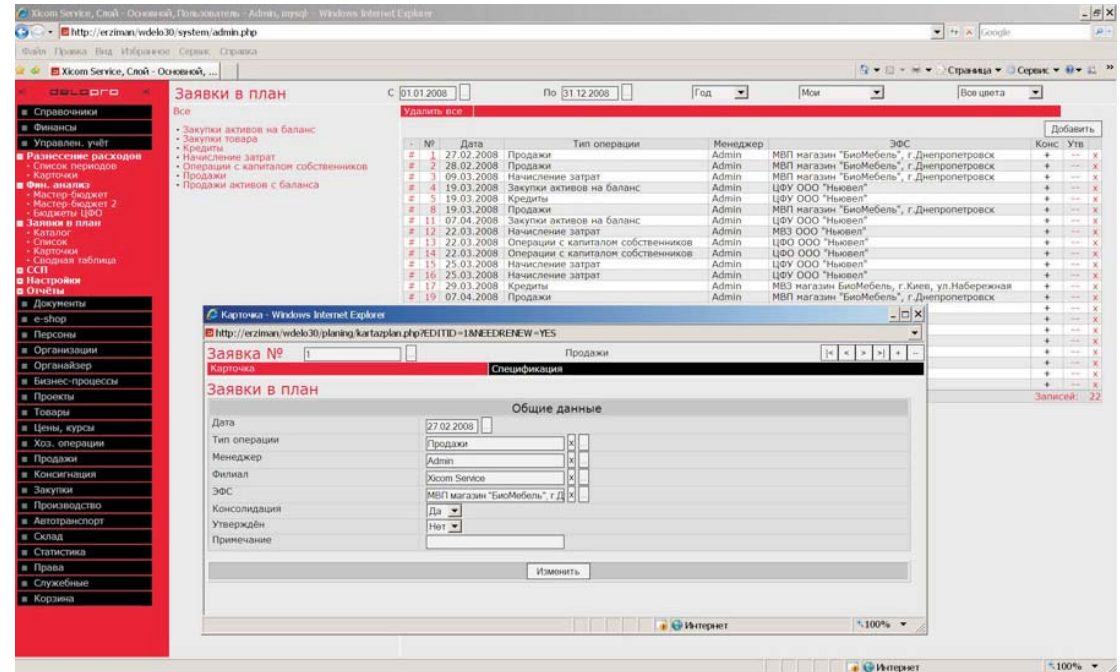 Xicom Service, Слой - Основной, Пользователь - Admin, mysql - Windows Internet Explorer
http://erziman/wdelo30/system/admin.php
Google
Файл Правка Вид Избранное Сервис Справка
Xicom Service, Слой - Основной, ...
Страница Сервис
delopro
Справочники
Финансы
Управлен. учёт
Разнесение расходов
Список периодов
Карточки
Фин. анализ
Мастер-бюджет
Мастер-бюджет 2
Бюджеты ЦФО
Заявки в план
Каталог
Список
Карточки
Сводная таблица
ССП
Настройки
Отчёты
Документы
e-shop
Персоны
Организации
Органайзер
Бизнес-процессы
Проекты
Товары
Цены, курсы
Хоз. операции
Продажи
Консигнация
Закупки
Производство
Автотранспорт
Склад
Статистика
Права
Служебные
Корзина
Заявки в план
С 01.01.2008 ... По 31.12.2008 ... Год Мои Все цвета
Все
Закупки активов на баланс
Закупки товара
Кредиты
Начисление затрат
Операции с капиталом собственников
Продажи
Продажи активов с баланса
Удалить все
Добавить
- № Дата Тип операции Менеджер ЭФС Конс Утв
# 1 27.02.2008 Продажи Admin МВП магазин "БиоМебель", г.Днепропетровск + -- x
# 2 28.02.2008 Продажи Admin МВП магазин "БиоМебель", г.Днепропетровск + -- x
# 3 09.03.2008 Начисление затрат Admin МВП магазин "БиоМебель", г.Днепропетровск + -- x
# 4 19.03.2008 Закупки активов на баланс Admin ЦФУ ООО "Ньювел" + -- x
# 5 19.03.2008 Кредиты Admin ЦФУ ООО "Ньювел" + -- x
# 8 19.03.2008 Продажи Admin МВП магазин "БиоМебель", г.Днепропетровск + -- x
# 11 07.04.2008 Закупки активов на баланс Admin ЦФУ ООО "Ньювел" + -- x
# 12 22.03.2008 Начисление затрат Admin МВЗ ООО "Ньювел" + -- x
# 13 22.03.2008 Операции с капиталом собственников Admin ЦФО ООО "Ньювел" + -- x
# 14 22.03.2008 Операции с капиталом собственников Admin ЦФО ООО "Ньювел" + -- x
# 15 25.03.2008 Начисление затрат Admin ЦФУ ООО "Ньювел" + -- x
# 16 25.03.2008 Начисление затрат Admin ЦФУ ООО "Ньювел" + -- x
# 17 29.03.2008 Кредиты Admin МВЗ магазин БиоМебель, г.Киев, ул.Набережная + -- x
# 19 07.04.2008 Продажи Admin МВП магазин "БиоМебель", г.Днепропетровск + -- x
Записей: 22
Карточка - Windows Internet Explorer
http://erziman/wdelo30/planing/kartazplan.php?EDITID=1&NEEDRENEW=YES
Заявка № 1 ... Продажи |< < > >| + --
Карточка Спецификация
Заявки в план
Общие данные
Дата 27.02.2008 ...
Тип операции Продажи x ...
Менеджер Admin x ...
Филиал Xicom Service x ...
ЭФС МВП магазин "БиоМебель", г.Д x ...
Консолидация Да
Утверждён Нет
Примечание
Изменить
Интернет 100%
Интернет 100%